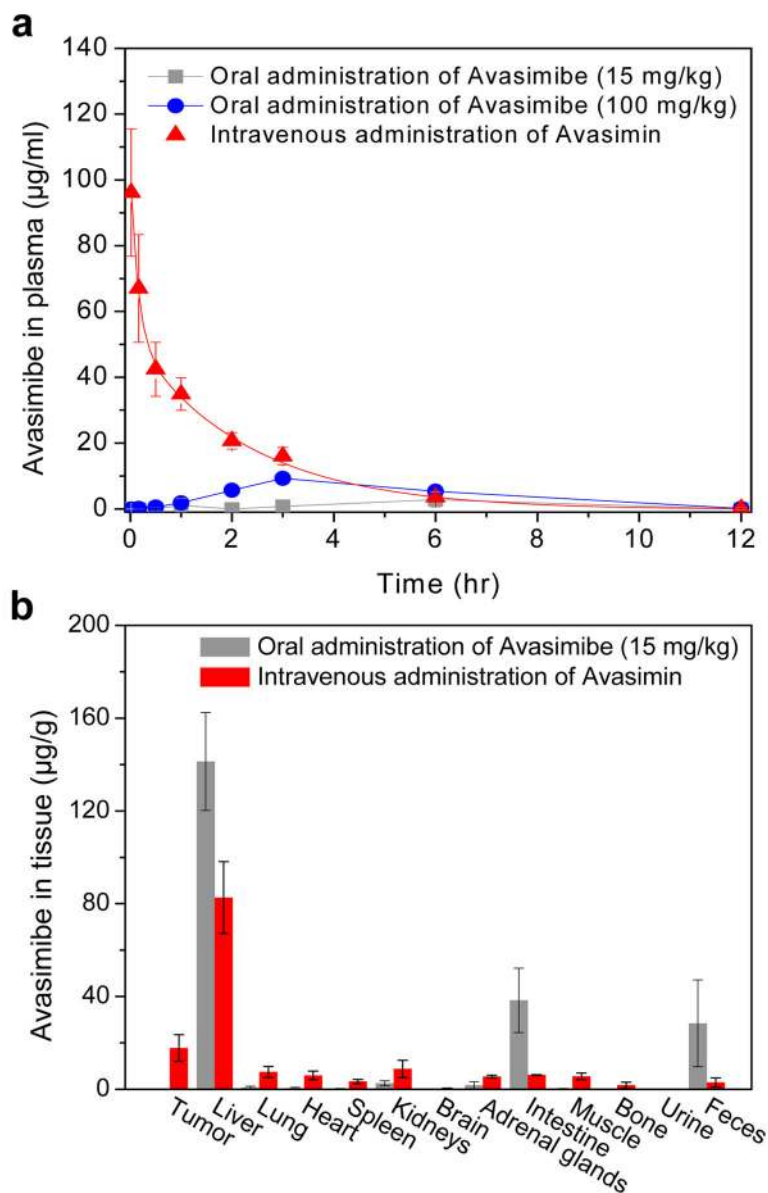 a
140
120
100
80
60
40
20
0
Avasimibe in plasma (μg/ml)
Oral administration of Avasimibe (15 mg/kg)
Oral administration of Avasimibe (100 mg/kg)
Intravenous administration of Avasimin
0 2 4 6 8 10 12
Time (hr)
b
200
160
120
80
40
0
Avasimibe in tissue (μg/g)
Oral administration of Avasimibe (15 mg/kg)
Intravenous administration of Avasimin
Tumor
Liver
Lung
Heart
Spleen
Kidneys
Brain
Adrenal glands
Intestine
Muscle
Bone
Urine
Feces